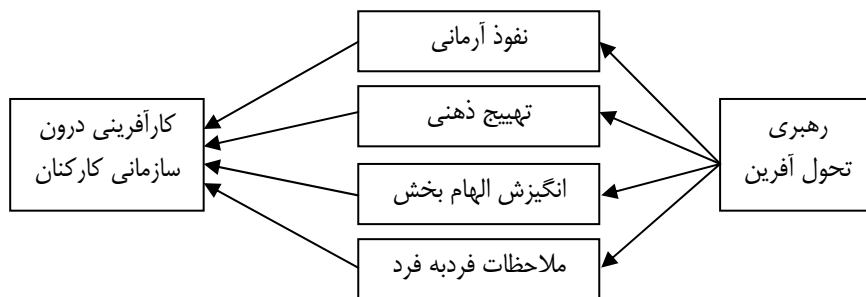 رهبری
تحول آفرین
نفوذ آرمانی
تهییج ذهنی
انگیزش الهام بخش
ملاحظات فردبه فرد
کارآفرینی درون
سازمانی کارکنان